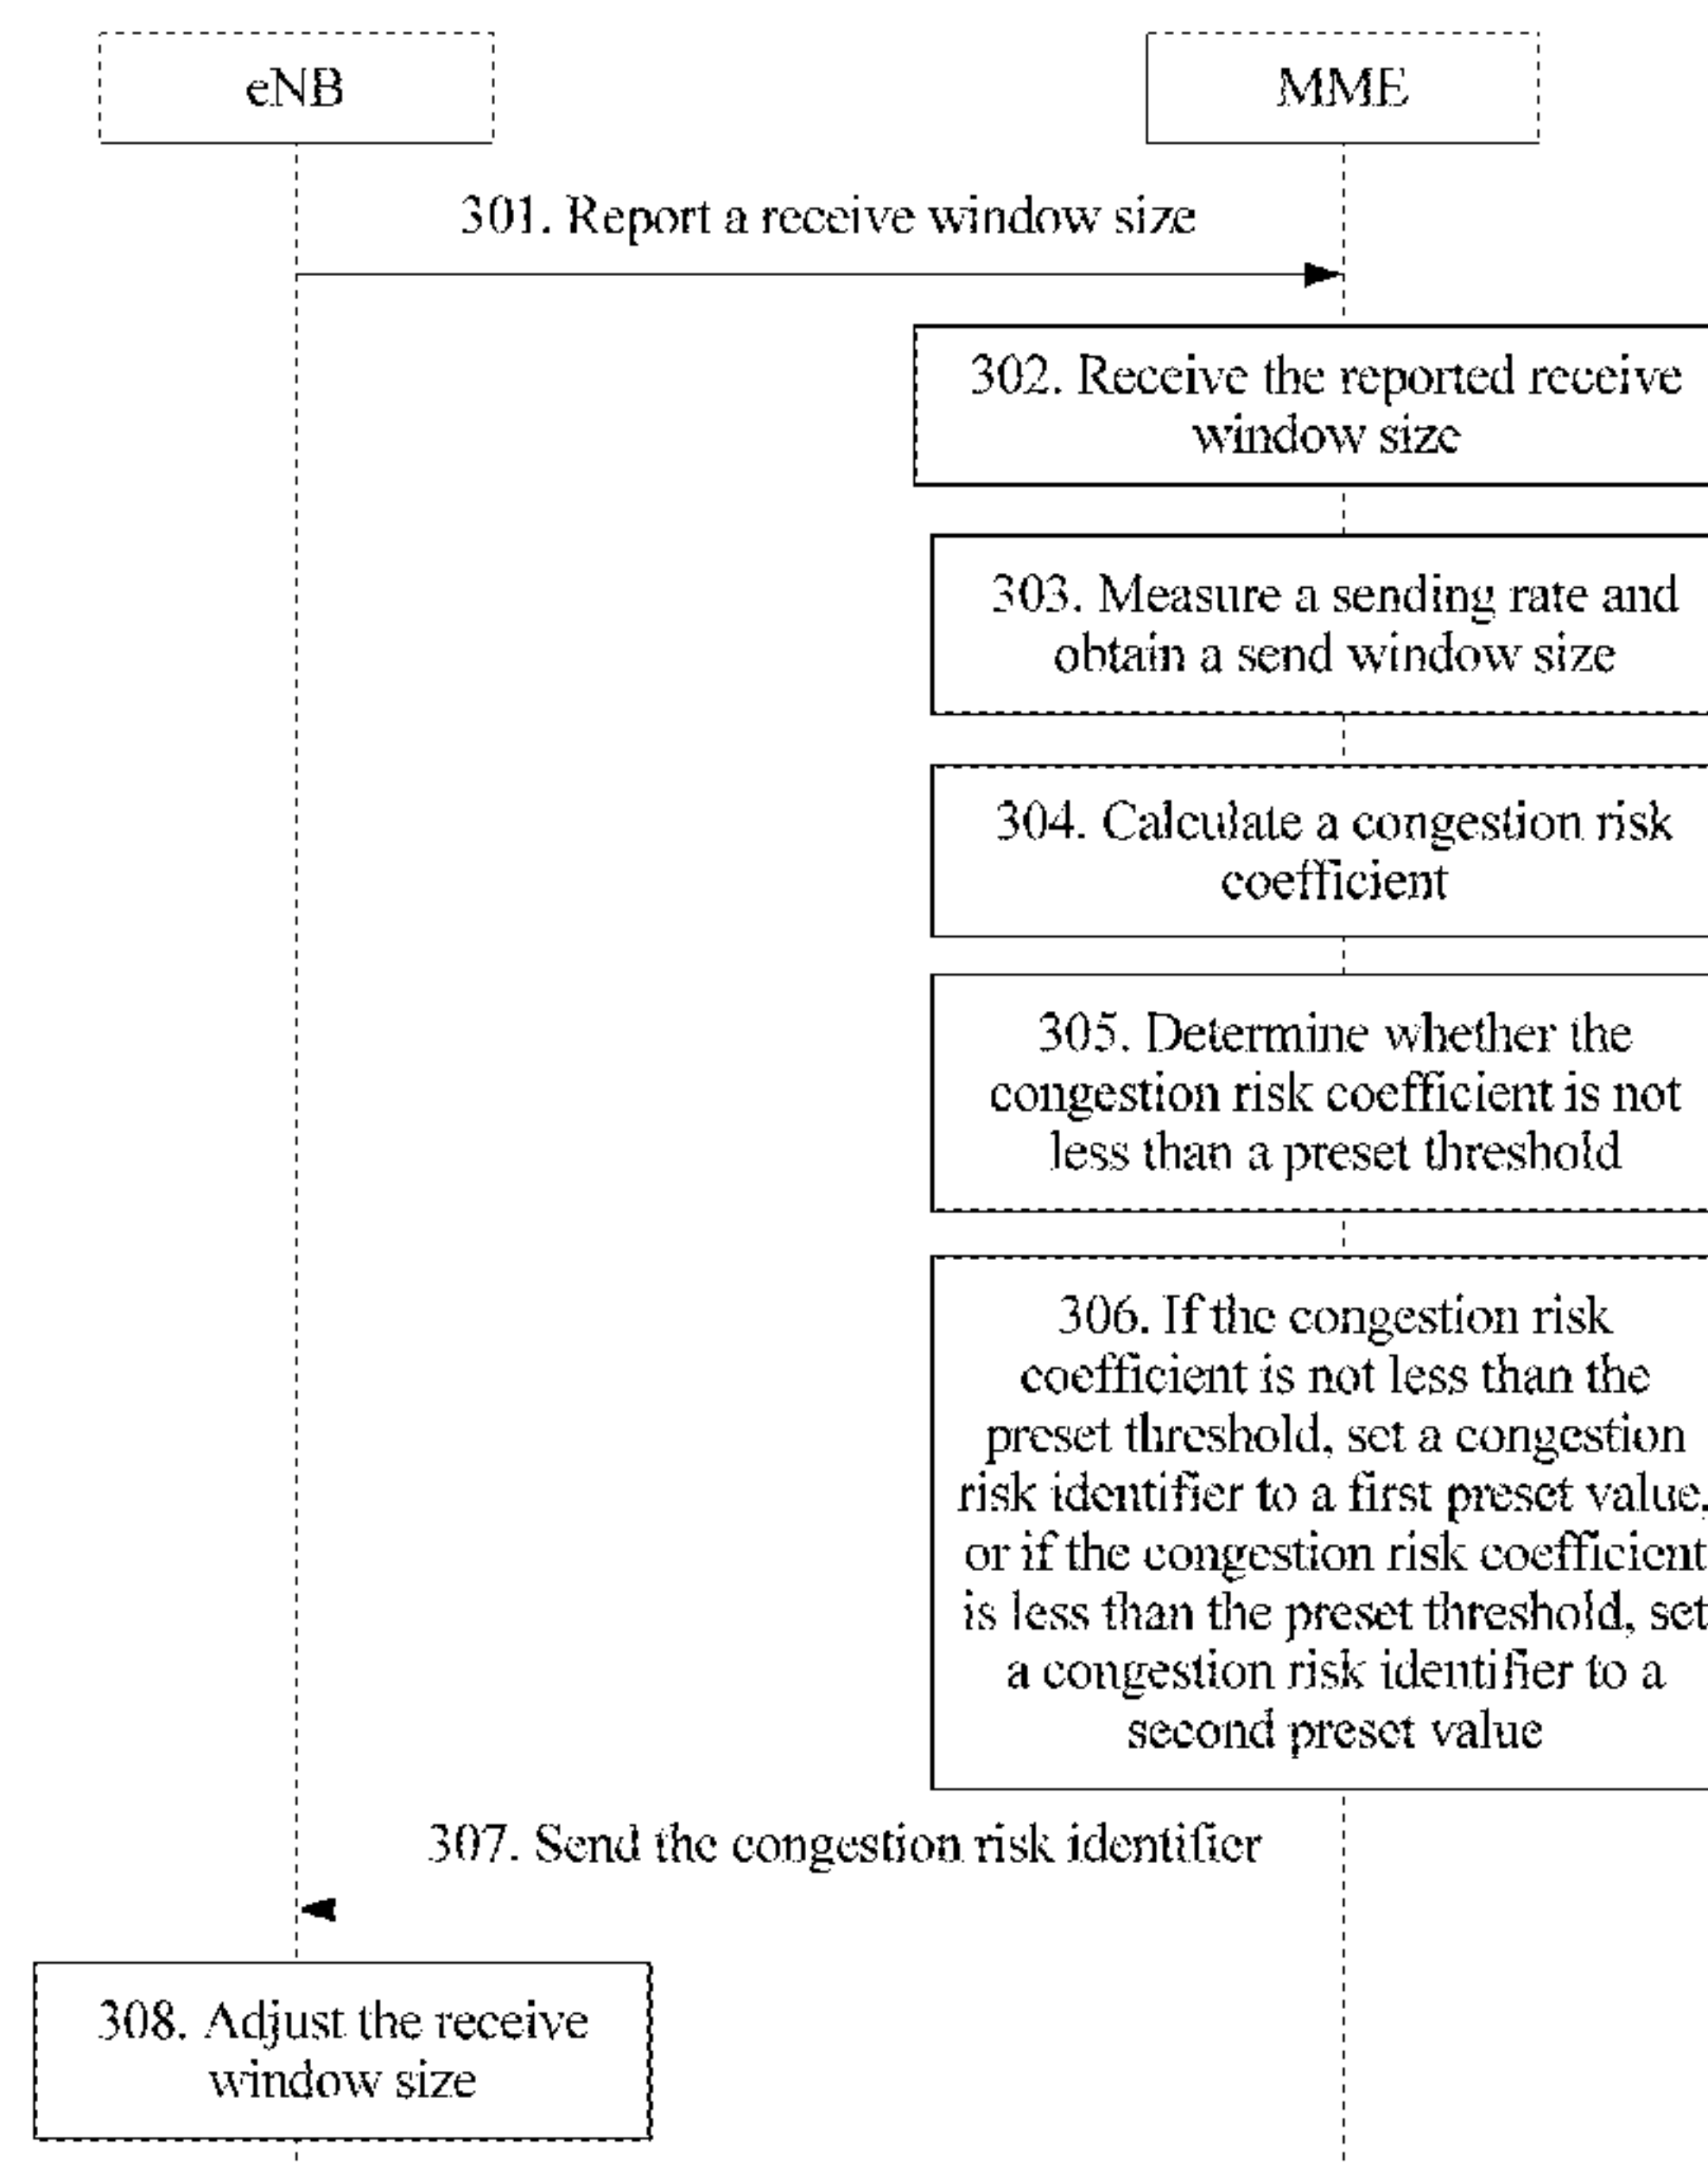 eNB
MME
301. Report a receive window size
302. Receive the reported receive
window size
303. Measure a sending rate and
obtain a send window size
304. Calculate a congestion risk
coefficient
305. Determine whether the
congestion risk coefficient is not
less than a preset threshold
306. If the congestion risk
coefficient is not less than the
preset threshold, set a congestion
risk identifier to a first preset value,
or if the congestion risk coefficient
is less than the preset threshold, set
a congestion risk identifier to a
second preset value
307. Send the congestion risk identifier
308. Adjust the receive
window size